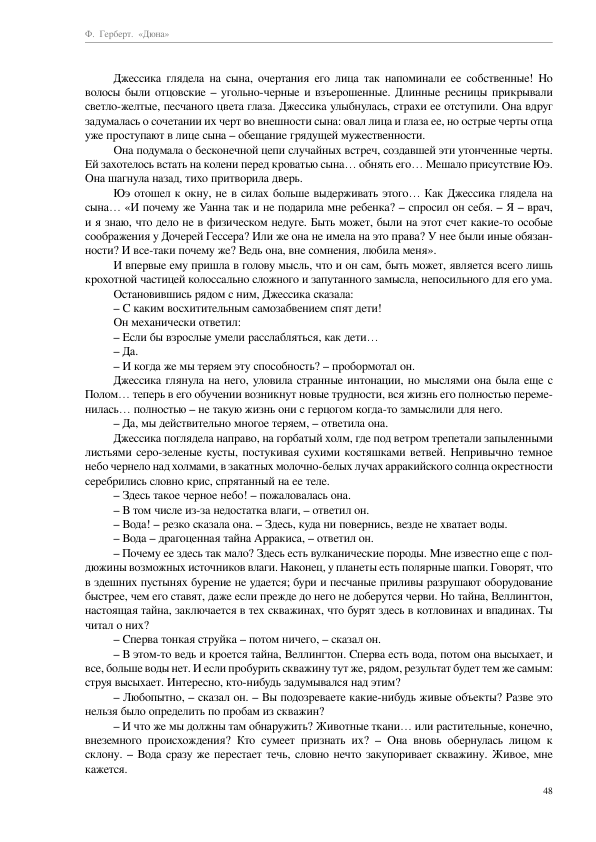 Ф. Герберт. «Дюна»
Джессика глядела на сына, очертания его лица так напоминали ее собственные! Но
волосы были отцовские – угольно-черные и взъерошенные. Длинные ресницы прикрывали
светло-желтые, песчаного цвета глаза. Джессика улыбнулась, страхи ее отступили. Она вдруг
задумалась о сочетании их черт во внешности сына: овал лица и глаза ее, но острые черты отца
уже проступают в лице сына – обещание грядущей мужественности.
Она подумала о бесконечной цепи случайных встреч, создавшей эти утонченные черты.
Ей захотелось встать на колени перед кроватью сына… обнять его… Мешало присутствие Юэ.
Она шагнула назад, тихо притворила дверь.
Юэ отошел к окну, не в силах больше выдерживать этого… Как Джессика глядела на
сына… «И почему же Уанна так и не подарила мне ребенка? – спросил он себя. – Я – врач,
и я знаю, что дело не в физическом недуге. Быть может, были на этот счет какие-то особые
соображения у Дочерей Гессера? Или же она не имела на это права? У нее были иные обязан-
ности? И все-таки почему же? Ведь она, вне сомнения, любила меня».
И впервые ему пришла в голову мысль, что и он сам, быть может, является всего лишь
крохотной частицей колоссально сложного и запутанного замысла, непосильного для его ума.
Остановившись рядом с ним, Джессика сказала:
– С каким восхитительным самозабвением спят дети!
Он механически ответил:
– Если бы взрослые умели расслабляться, как дети…
– Да.
– И когда же мы теряем эту способность? – пробормотал он.
Джессика глянула на него, уловила странные интонации, но мыслями она была еще с
Полом… теперь в его обучении возникнут новые трудности, вся жизнь его полностью переме-
нилась… полностью – не такую жизнь они с герцогом когда-то замыслили для него.
– Да, мы действительно многое теряем, – ответила она.
Джессика поглядела направо, на горбатый холм, где под ветром трепетали запыленными
листьями серо-зеленые кусты, постукивая сухими костяшками ветвей. Непривычно темное
небо чернело над холмами, в закатных молочно-белых лучах арракийского солнца окрестности
серебрились словно крис, спрятанный на ее теле.
– Здесь такое черное небо! – пожаловалась она.
– В том числе из-за недостатка влаги, – ответил он.
– Вода! – резко сказала она. – Здесь, куда ни повернись, везде не хватает воды.
– Вода – драгоценная тайна Арракиса, – ответил он.
– Почему ее здесь так мало? Здесь есть вулканические породы. Мне известно еще с пол-
дюжины возможных источников влаги. Наконец, у планеты есть полярные шапки. Говорят, что
в здешних пустынях бурение не удается; бури и песчаные приливы разрушают оборудование
быстрее, чем его ставят, даже если прежде до него не доберутся черви. Но тайна, Веллингтон,
настоящая тайна, заключается в тех скважинах, что бурят здесь в котловинах и впадинах. Ты
читал о них?
– Сперва тонкая струйка – потом ничего, – сказал он.
– В этом-то ведь и кроется тайна, Веллингтон. Сперва есть вода, потом она высыхает, и
все, больше воды нет. И если пробурить скважину тут же, рядом, результат будет тем же самым:
струя высыхает. Интересно, кто-нибудь задумывался над этим?
– Любопытно, – сказал он. – Вы подозреваете какие-нибудь живые объекты? Разве это
нельзя было определить по пробам из скважин?
– И что же мы должны там обнаружить? Животные ткани… или растительные, конечно,
внеземного происхождения? Кто сумеет признать их? – Она вновь обернулась лицом к
склону. – Вода сразу же перестает течь, словно нечто закупоривает скважину. Живое, мне
кажется.
48